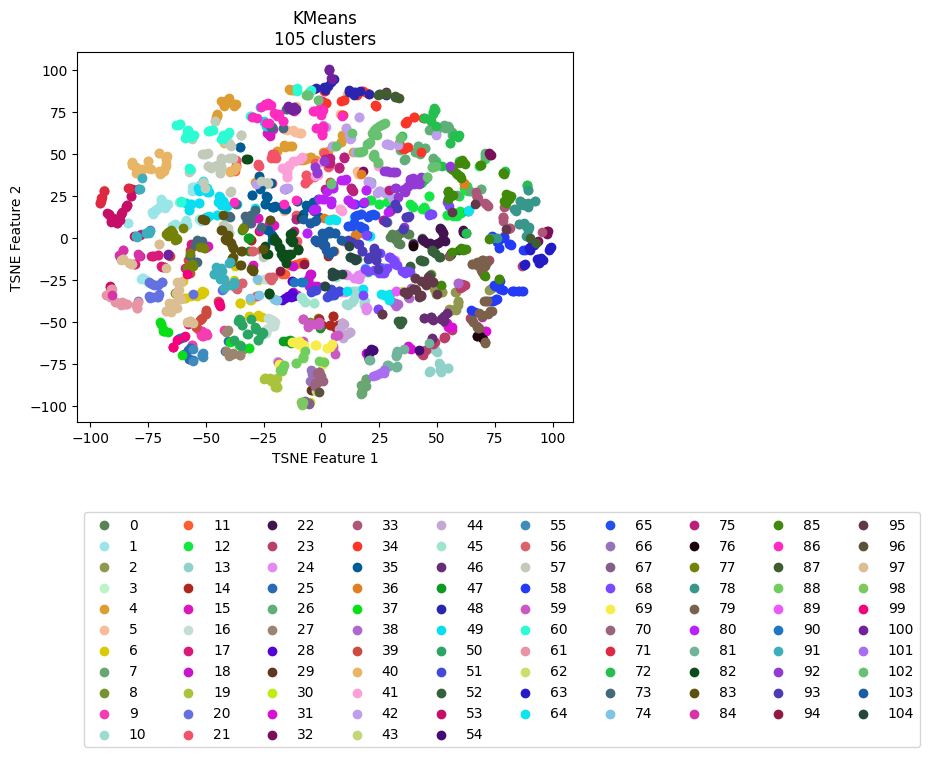 KMeans
105 clusters
100
75
50
25
0
−25
−50
−75
−100
TSNE Feature 2
−100 −75 −50 −25 0 25 50 75 100
TSNE Feature 1
0 11 22 33 44 55 65 75 85 95
1 12 23 34 45 56 66 76 86 96
2 13 24 35 46 57 67 77 87 97
3 14 25 36 47 58 68 78 88 98
4 15 26 37 48 59 69 79 89 99
5 16 27 38 49 60 70 80 90 100
6 17 28 39 50 61 71 81 91 101
7 18 29 40 51 62 72 82 92 102
8 19 30 41 52 63 73 83 93 103
9 20 31 42 53 64 74 84 94 104
10 21 32 43 54